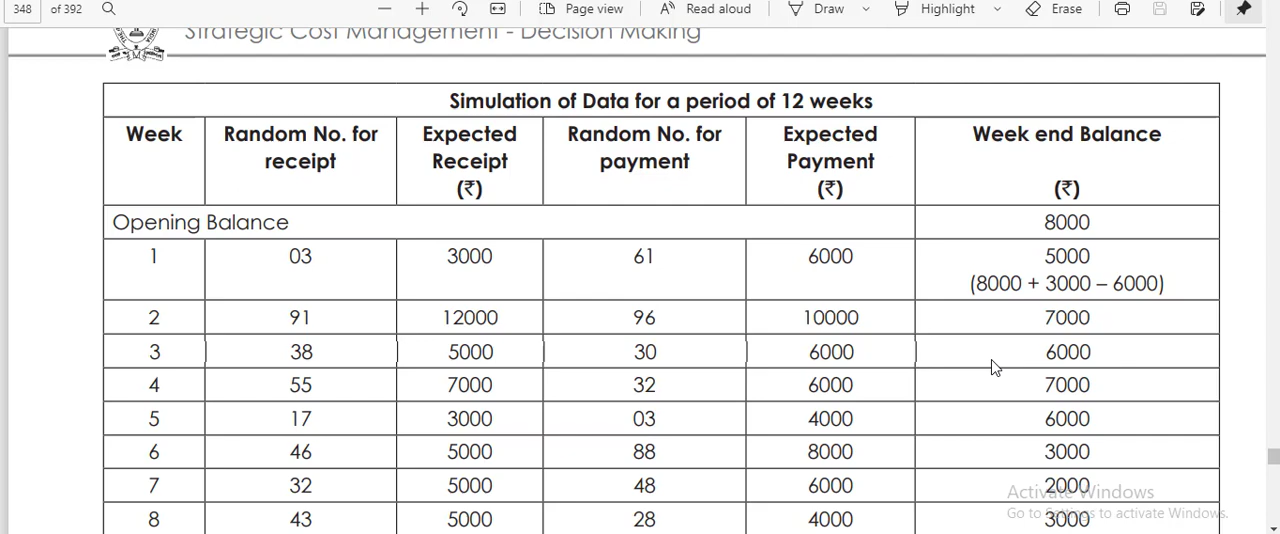 348 of 392 Page view A Read aloud Draw Highlight Erase
Strategic Cost Management - Decision Making
Simulation of Data for a period of 12 weeks
Week Random No. for receipt Expected Receipt (₹) Random No. for payment Expected Payment (₹) Week end Balance (₹)
Opening Balance 8000
1 03 3000 61 6000 5000
(8000 + 3000 – 6000)
2 91 12000 96 10000 7000
3 38 5000 30 6000 6000
4 55 7000 32 6000 7000
5 17 3000 03 4000 6000
6 46 5000 88 8000 3000
7 32 5000 48 6000 2000
Activate Windows
8 43 5000 28 4000 3000
Go to Settings to activate Windows.